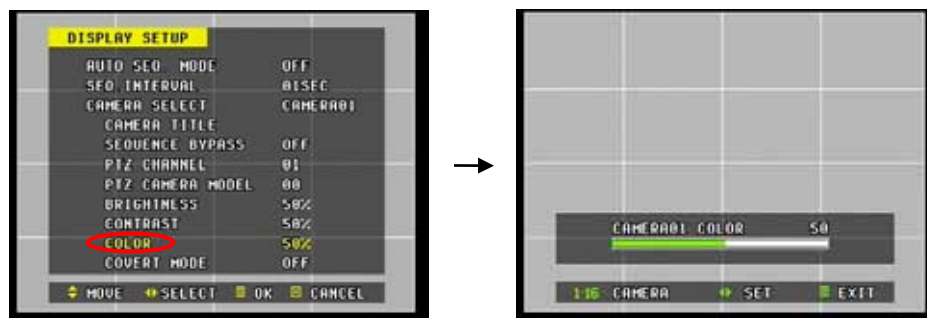 DISPLAY SETUP
AUTO SEQ. MODE OFF
SEQ INTERVAL 01SEC
CAMERA SELECT CAMERA01
CAMERA TITLE
SEQUENCE BYPASS OFF
PTZ CHANNEL 01
PTZ CAMERA MODEL 00
BRIGHTNESS 50%
CONTRAST 50%
COLOR 50%
COVERT MODE OFF
MOVE SELECT OK CANCEL
CAMERA01 COLOR 50
1-16 CAMERA SET EXIT